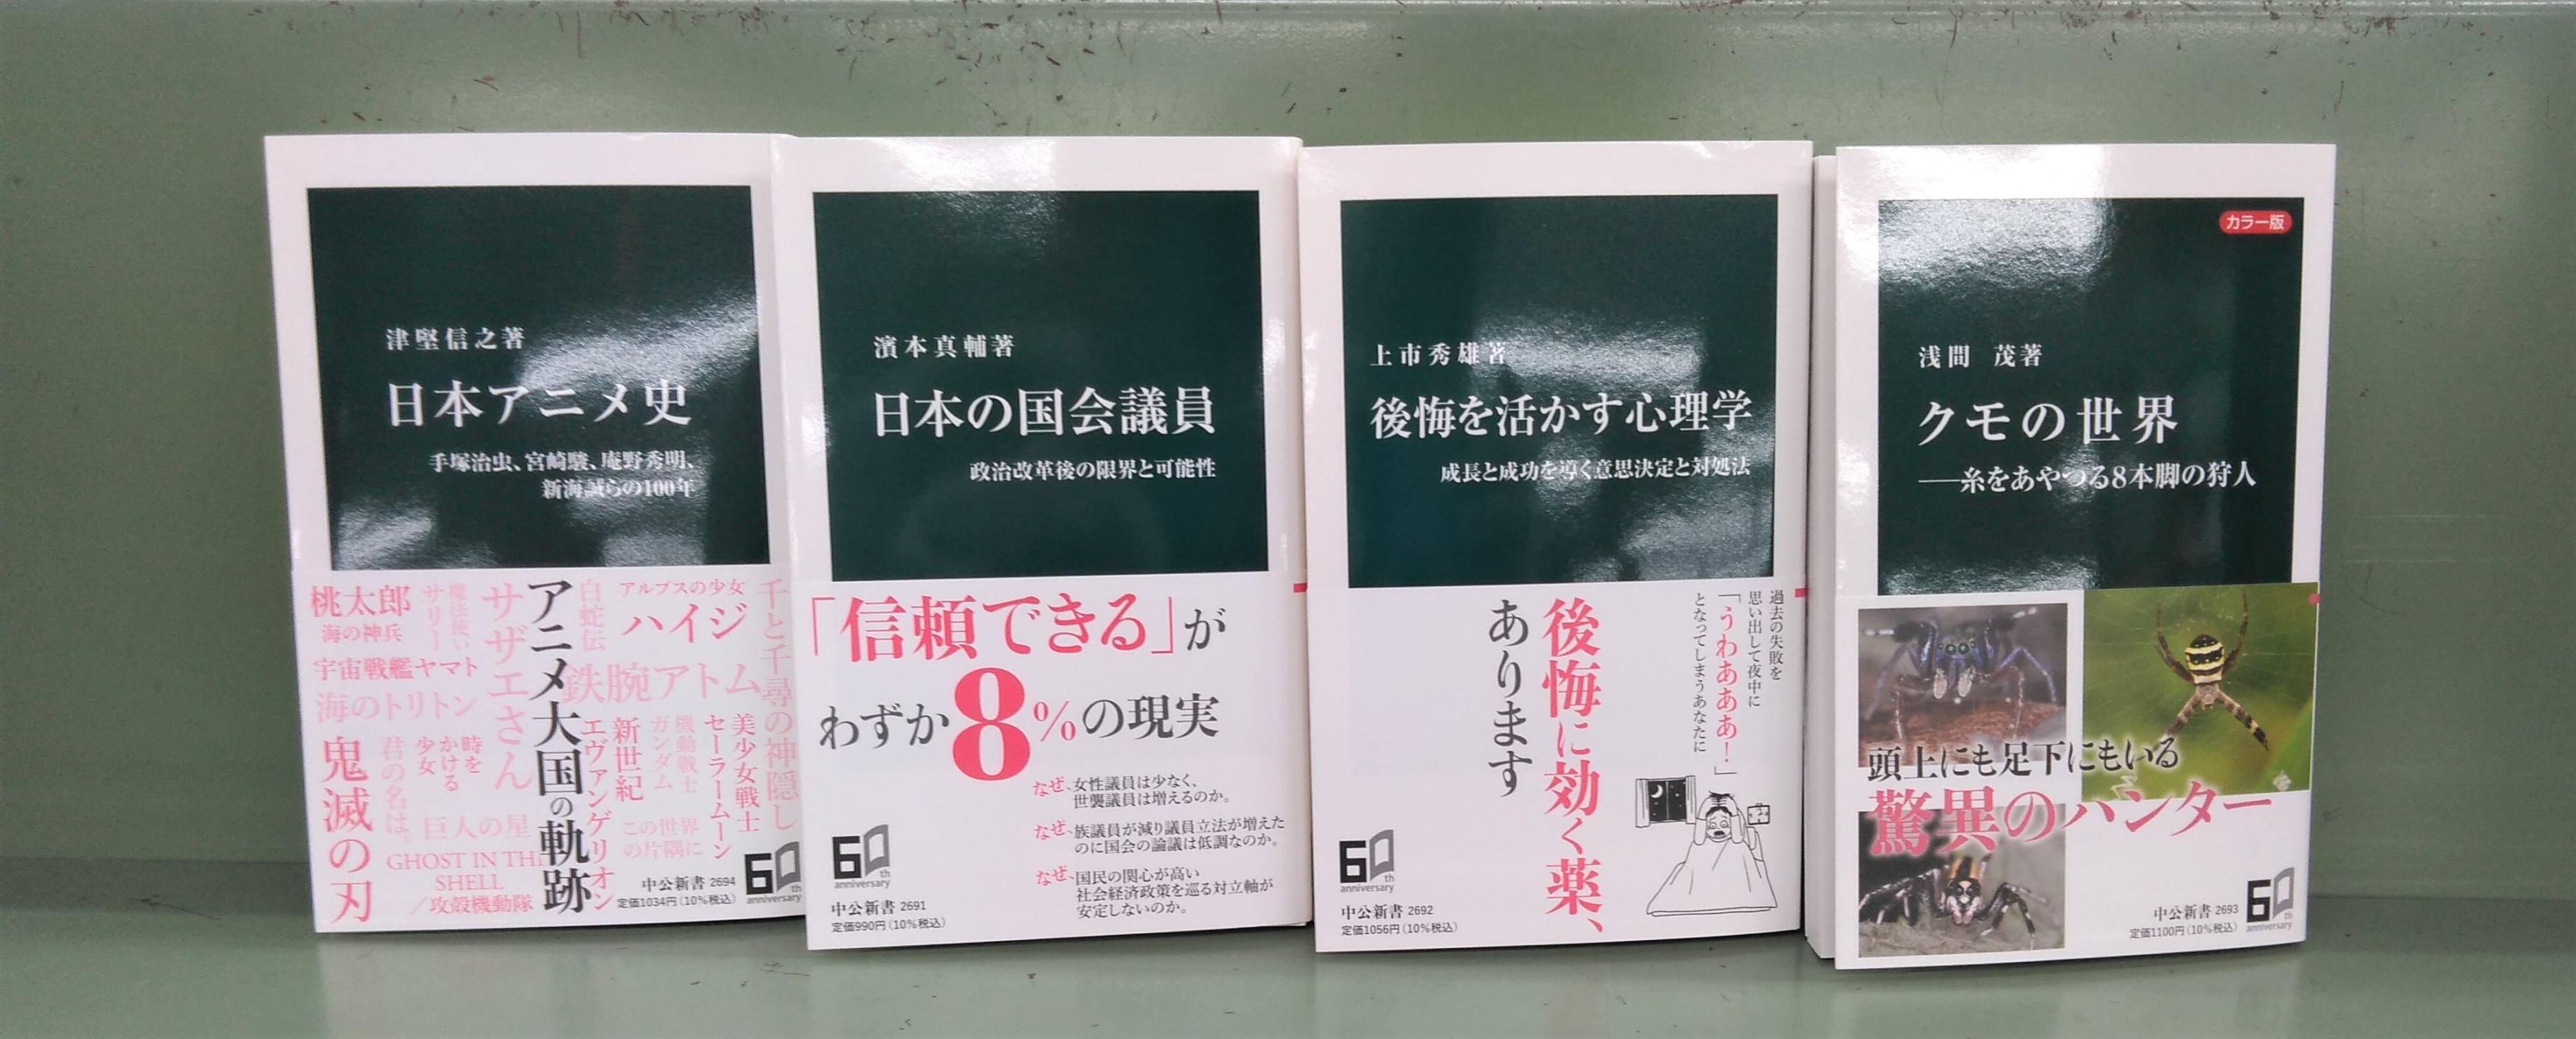 津堅信之著
日本アニメ史
手塚治虫、宮崎駿、庵野秀明、
新海誠らの100年
アニメ大国の軌跡
桃太郎
海の神兵
魔法使い
サリー
サザエさん
白蛇伝
アルプスの少女
ハイジ
千と千尋の神隠し
宇宙戦艦ヤマト
鉄腕アトム
海のトリトン
鬼滅の刃
君の名は。
時を
かける
少女
巨人の星
新世紀
エヴァンゲリオン
機動戦士
ガンダム
美少女戦士
セーラームーン
この世界
の片隅に
GHOST IN THE
SHELL
／攻殻機動隊
中公新書 2694
定価1034円（10%税込）
60th
anniversary
濱本真輔著
日本の国会議員
政治改革後の限界と可能性
「信頼できる」が
わずか8%の現実
なぜ、女性議員は少なく、
世襲議員は増えるのか。
なぜ、族議員が減り議員立法が増えた
のに国会の論議は低調なのか。
なぜ、国民の関心が高い
社会経済政策を巡る対立軸が
安定しないのか。
60th
anniversary
中公新書 2691
定価990円（10%税込）
上市秀雄著
後悔を活かす心理学
成長と成功を導く意思決定と対処法
過去の失敗を
思い出して夜中に
「うわあああ！」
となってしまうあなたに
後悔に効く薬、
あります
60th
anniversary
中公新書 2692
定価1056円（10%税込）
カラー版
浅間 茂著
クモの世界
──糸をあやつる8本脚の狩人
頭上にも足下にもいる
驚異のハンター
中公新書 2693
定価1100円（10%税込）
60th
anniversary